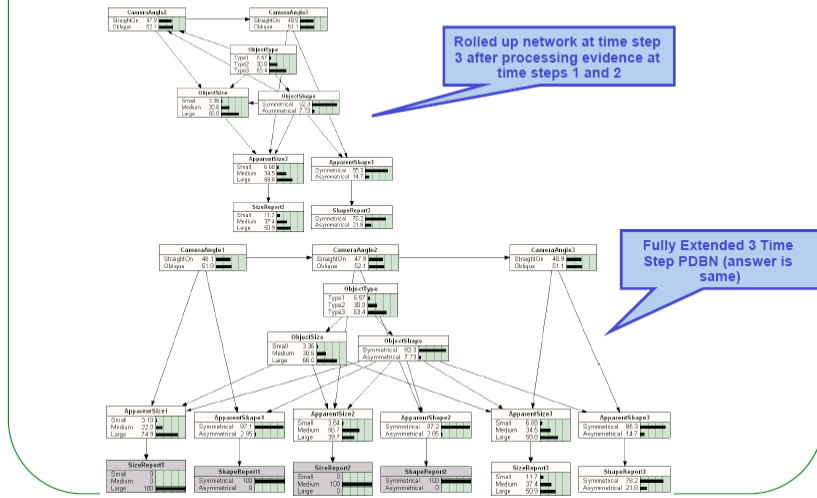 CameraAngle2
StraightOn 47.9
Oblique 52.1
CameraAngle3
StraightOn 48.9
Oblique 51.1
ObjectType
Type1 6.67
Type2 30.0
Type3 63.4
ObjectSize
Small 3.36
Medium 30.6
Large 66.0
ObjectShape
Symmetrical 92.3
Asymmetrical 7.73
ApparentSize3
Small 6.68
Medium 34.5
Large 58.8
ApparentShape3
Symmetrical 85.3
Asymmetrical 14.7
SizeReport3
Small 11.7
Medium 37.4
Large 50.9
ShapeReport3
Symmetrical 78.2
Asymmetrical 21.8
Rolled up network at time step
3 after processing evidence at
time steps 1 and 2
CameraAngle1
StraightOn 48.1
Oblique 51.9
CameraAngle2
StraightOn 47.9
Oblique 52.1
CameraAngle3
StraightOn 48.9
Oblique 51.1
Fully Extended 3 Time
Step PDBN (answer is
same)
ObjectType
Type1 6.67
Type2 30.0
Type3 63.4
ObjectSize
Small 3.36
Medium 30.6
Large 66.0
ObjectShape
Symmetrical 92.3
Asymmetrical 7.73
ApparentSize1
Small 3.10
Medium 22.0
Large 74.9
ApparentShape1
Symmetrical 97.1
Asymmetrical 2.95
ApparentSize2
Small 3.64
Medium
Large
ApparentShape2
Symmetrical 97.2
Asymmetrical 2.85
ApparentSize3
Small 6.68
Medium 34.5
Large 58.8
ApparentShape3
Symmetrical 85.3
Asymmetrical 14.7
SizeReport1
Small 0
Medium 0
Large 100
ShapeReport1
Symmetrical 100
Asymmetrical 0
SizeReport2
Small 0
Medium 100
Large 0
ShapeReport2
Symmetrical 100
Asymmetrical 0
SizeReport3
Small 11.7
Medium 37.4
Large 50.9
ShapeReport3
Symmetrical 78.2
Asymmetrical 21.8